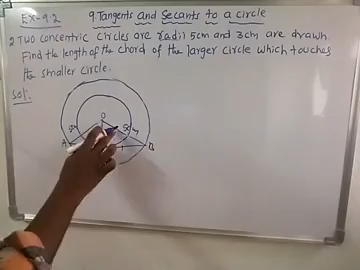 EX-9.2
9.Tangents and Secants to a circle
2. Two concentric circles are radii 5cm and 3cm are drawn.
Find the length of the chord of the larger circle which touches
the smaller circle.
Sol:
O
A
B